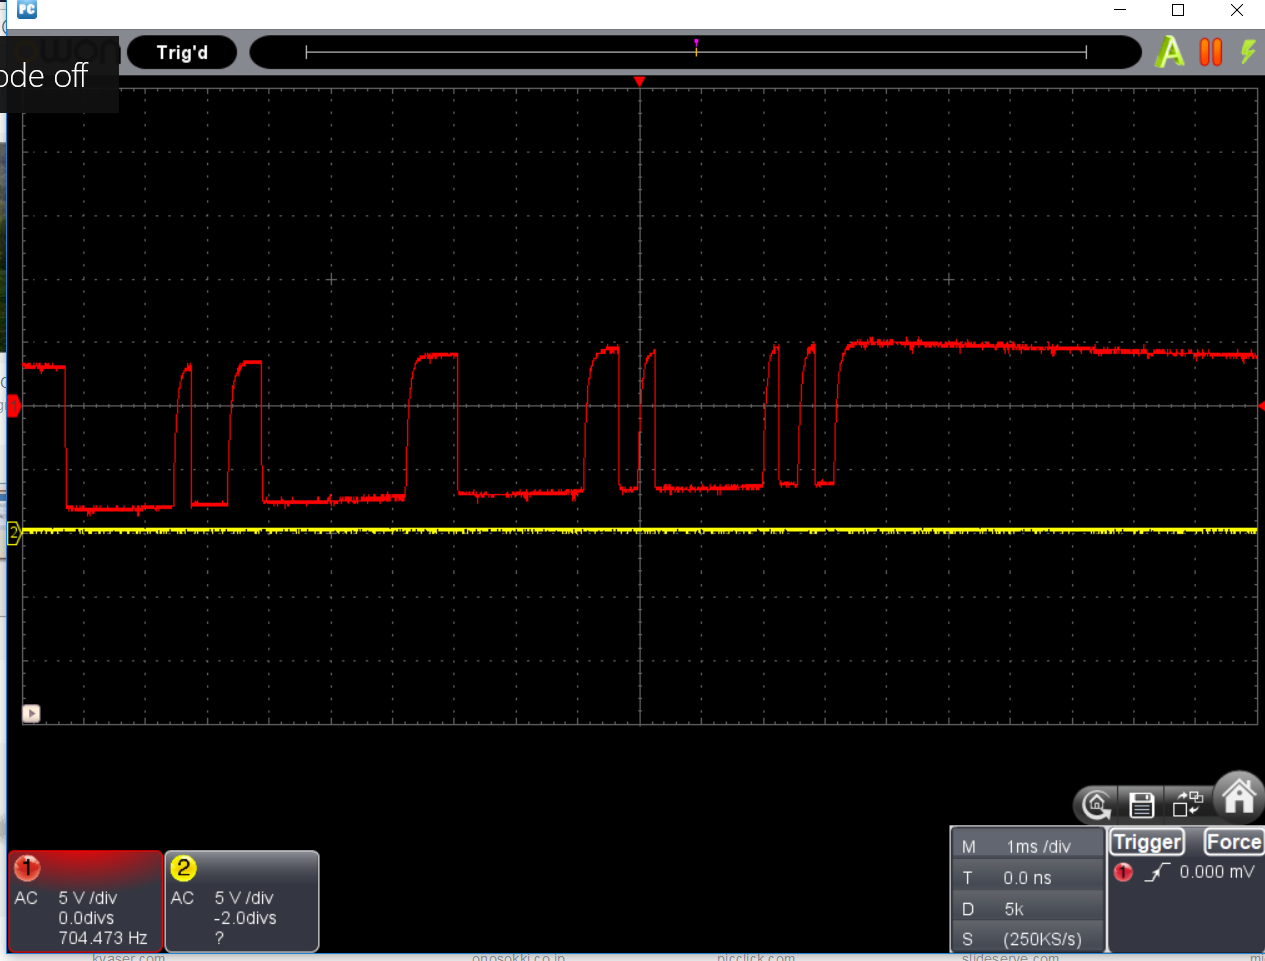 PC
won
Trig'd
ode off
2
1
AC 5 V /div
0.0divs
704.473 Hz
2
AC 5 V /div
-2.0divs
?
M 1ms /div
T 0.0 ns
D 5k
S (250KS/s)
Trigger Force
1 0.000 mV
kvaser.com onosokki.co.jp picclick.com slideserve.com